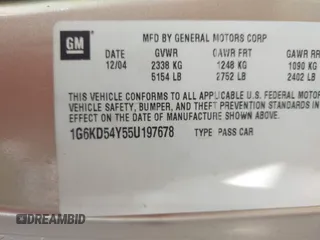 GM
MFD BY GENERAL MOTORS CORP
DATE GVWR GAWR FRT GAWR RR
12/04 2338 KG 1248 KG 1090 KG
5154 LB 2752 LB 2402 LB
THIS VEHICLE CONFORMS TO ALL APPLICABLE U.S. FEDERAL MOTOR
VEHICLE SAFETY, BUMPER, AND THEFT PREVENTION STANDARDS IN
EFFECT ON THE DATE OF MANUFACTURE SHOWN ABOVE.
1G6KD54Y55U197678 TYPE PASS CAR
DREAMBID